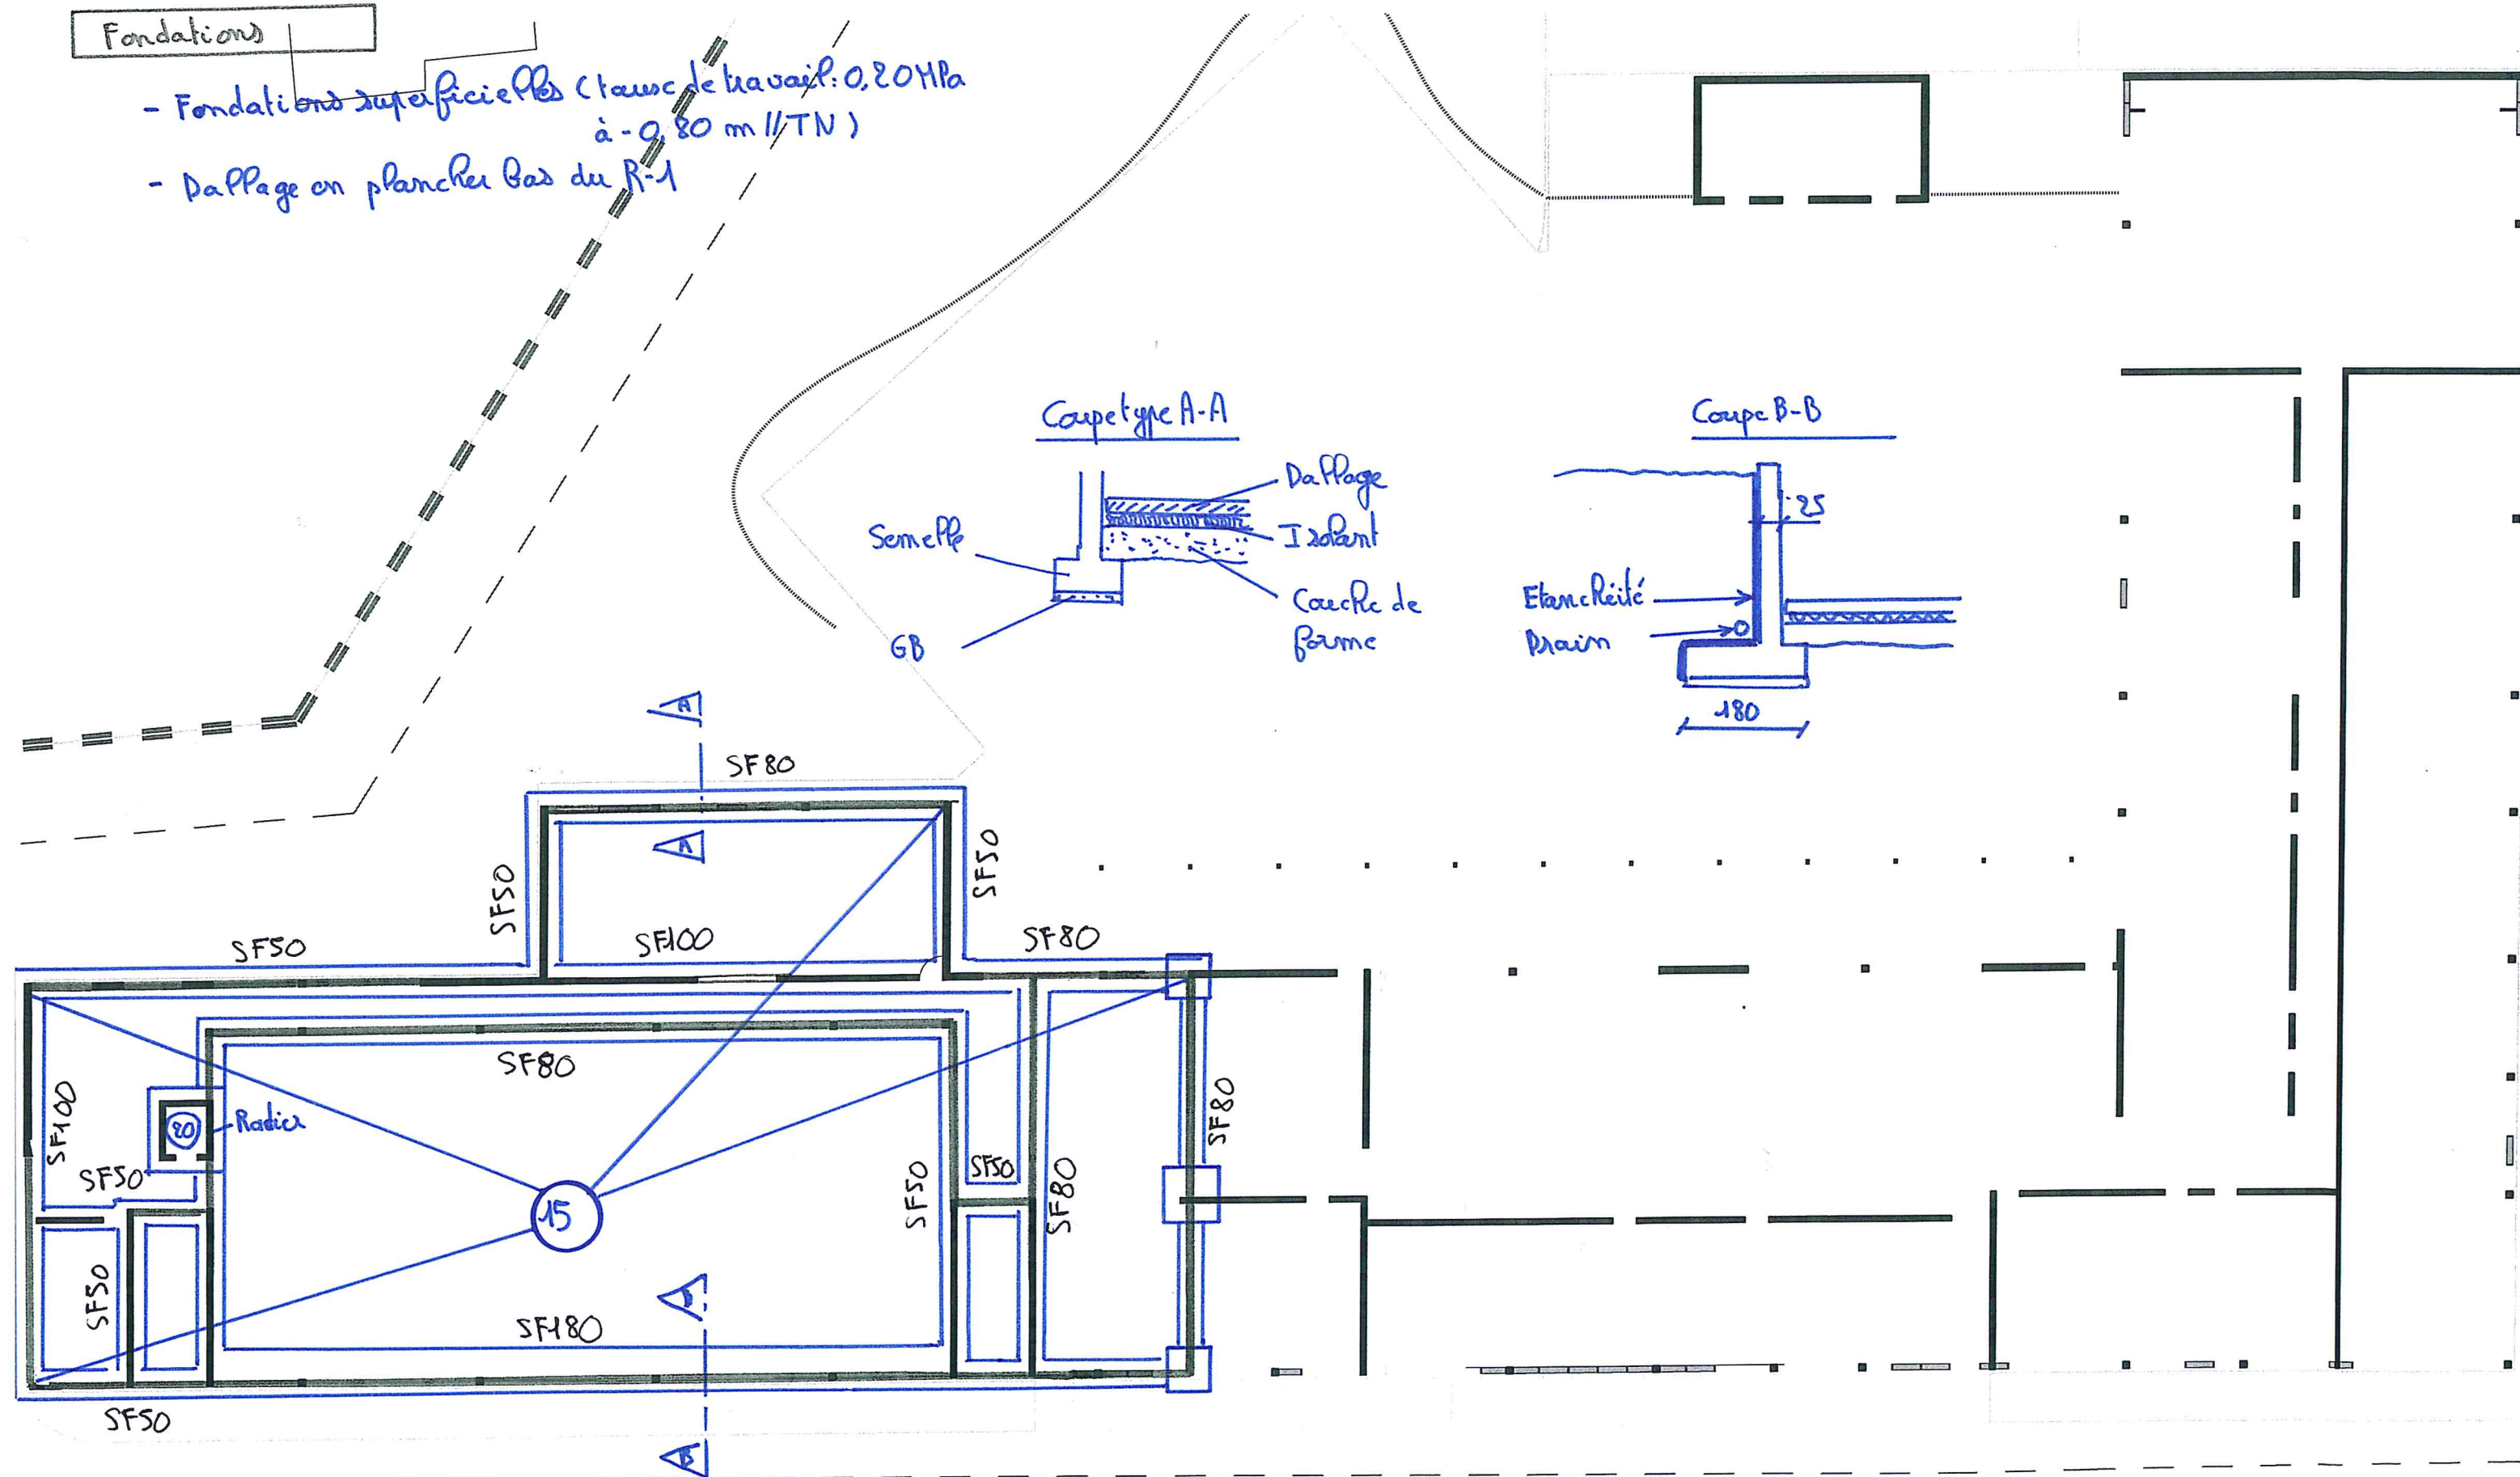 Fondations
- Fondations superficielles (taux de travail: 0,20 MPa
à - 0,80 m // TN)
- Dallage en plancher bas du R-1
Coupe type A-A
Dallage
Isolant
Couche de
forme
Semelle
GB
Coupe B-B
25
Etanchéité
Drain
180
A
SF80
A
SF50
SF50
SF50
SF100
SF80
SF80
SF100
20
Radier
SF50
SF50
SF50
SF80
SF80
15
SF50
SF180
B
B
SF50